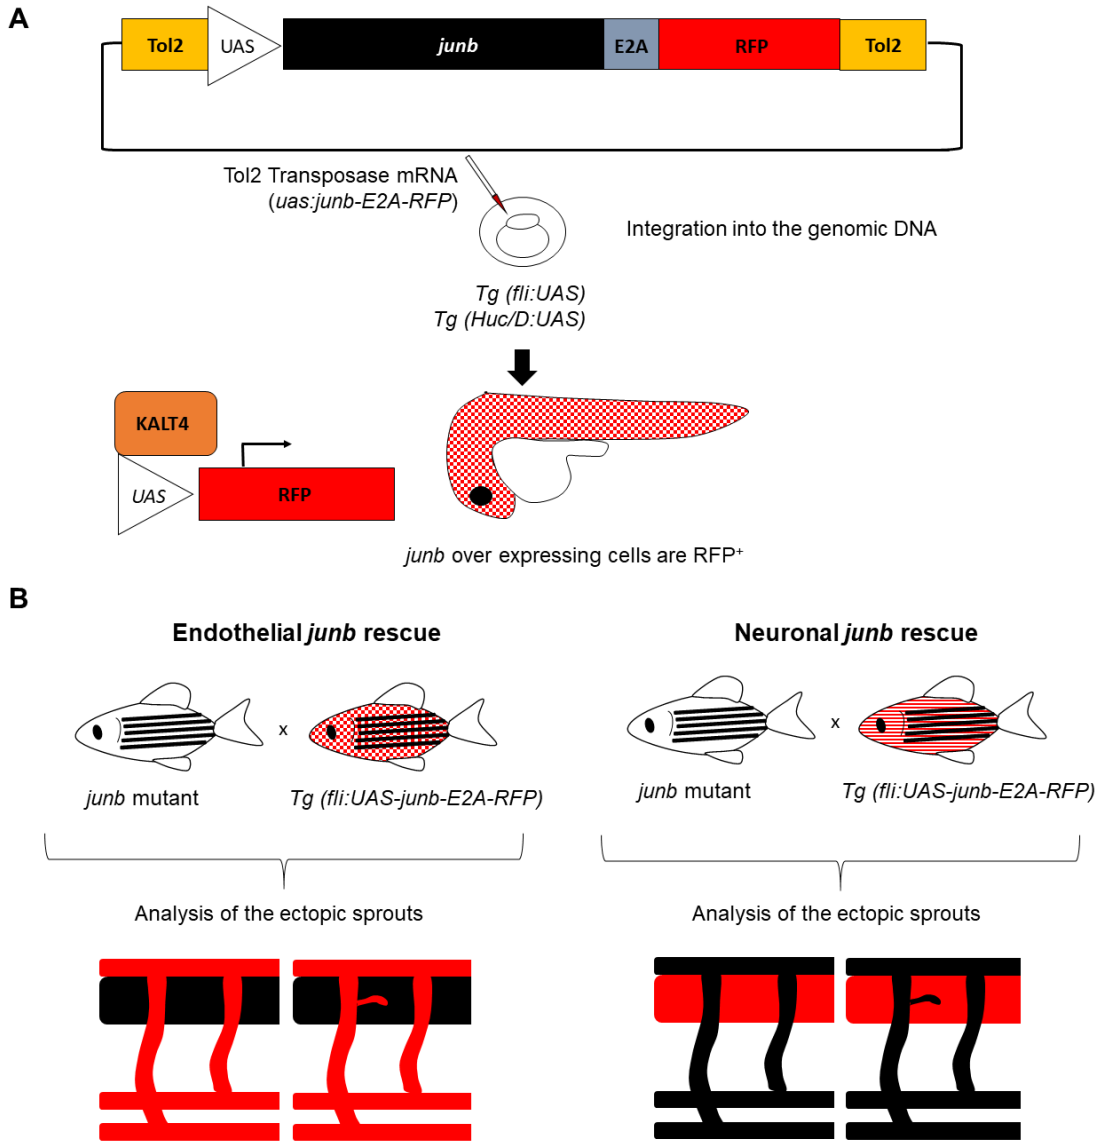 A
Tol2 UAS junb E2A RFP Tol2
Tol2 Transposase mRNA
(uas:junb-E2A-RFP)
Integration into the genomic DNA
Tg (fli:UAS)
Tg (Huc/D:UAS)
KALT4
UAS RFP
junb over expressing cells are RFP⁺
B
Endothelial junb rescue
x
junb mutant
Tg (fli:UAS-junb-E2A-RFP)
Analysis of the ectopic sprouts
Neuronal junb rescue
x
junb mutant
Tg (fli:UAS-junb-E2A-RFP)
Analysis of the ectopic sprouts